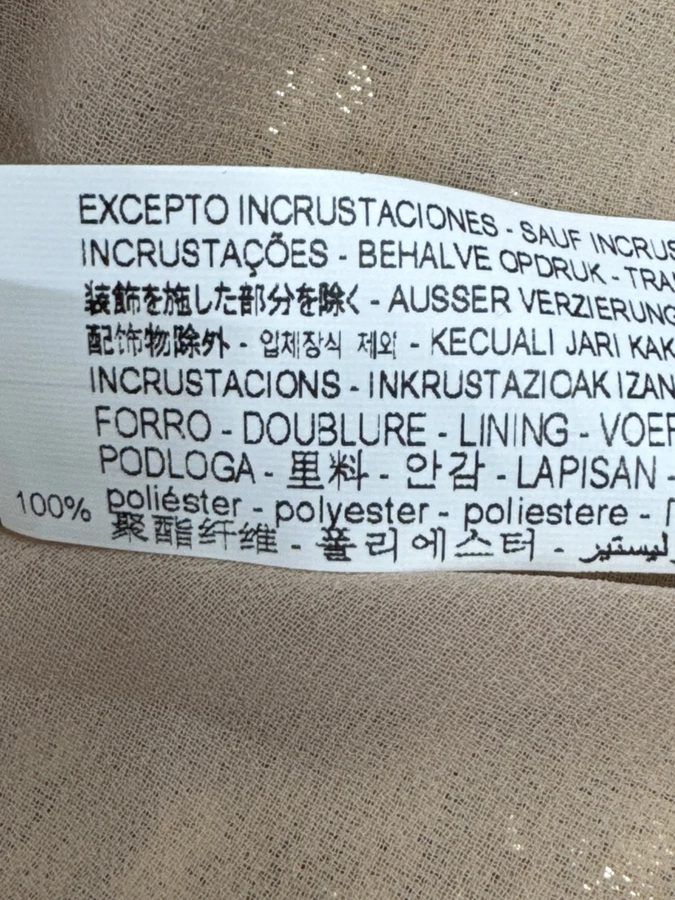 EXCEPTO INCRUSTACIONES - SAUF INCRUS
INCRUSTAÇÕES - BEHALVE OPDRUK - TRA
装飾を施した部分を除く - AUSSER VERZIERUNG
配饰物除外 - 입체장식 제외 - KECUALI JARI KAK
INCRUSTACIONS - INKRUSTAZIOAK IZAN
FORRO - DOUBLURE - LINING - VOER
PODLOGA - 里料 - 안감 - LAPISAN -
100% poliéster - polyester - poliestere -
聚酯纤维 - 폴리에스터 - وليستير